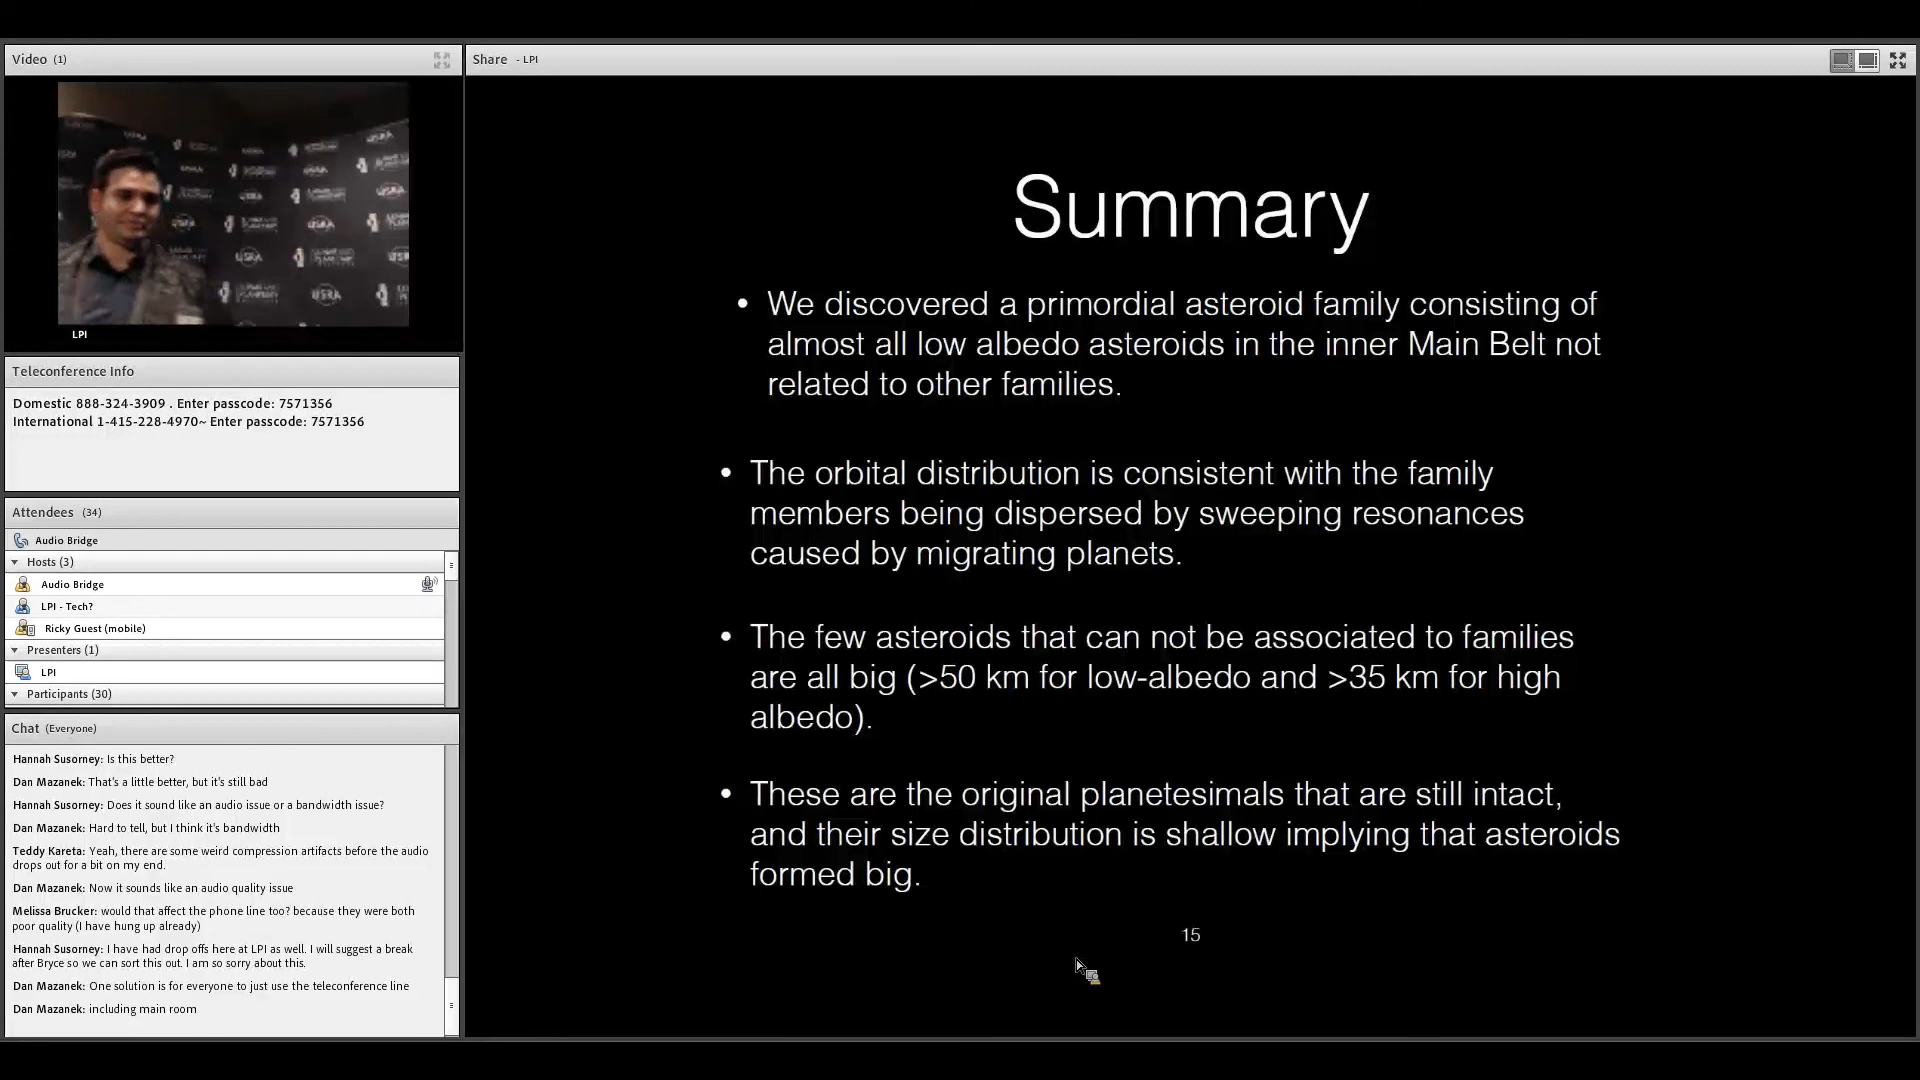 Video (1)
LPI
Teleconference Info
Domestic 888-324-3909 . Enter passcode: 7571356
International 1-415-228-4970~ Enter passcode: 7571356
Attendees (34)
Audio Bridge
Hosts (3)
Audio Bridge
LPI - Tech?
Ricky Guest (mobile)
Presenters (1)
LPI
Participants (30)
Chat (Everyone)
Hannah Susorney: Is this better?
Dan Mazanek: That's a little better, but it's still bad
Hannah Susorney: Does it sound like an audio issue or a bandwidth issue?
Dan Mazanek: Hard to tell, but I think it's bandwidth
Teddy Kareta: Yeah, there are some weird compression artifacts before the audio
drops out for a bit on my end.
Dan Mazanek: Now it sounds like an audio quality issue
Melissa Brucker: would that affect the phone line too? because they were both
poor quality (I have hung up already)
Hannah Susorney: I have had drop offs here at LPI as well. I will suggest a break
after Bryce so we can sort this out. I am so sorry about this.
Dan Mazanek: One solution is for everyone to just use the teleconference line
Dan Mazanek: including main room
Share - LPI
Summary
• We discovered a primordial asteroid family consisting of
almost all low albedo asteroids in the inner Main Belt not
related to other families.
• The orbital distribution is consistent with the family
members being dispersed by sweeping resonances
caused by migrating planets.
• The few asteroids that can not be associated to families
are all big (>50 km for low-albedo and >35 km for high
albedo).
• These are the original planetesimals that are still intact,
and their size distribution is shallow implying that asteroids
formed big.
15
USRA
USRA
USRA
USRA
USRA
USRA